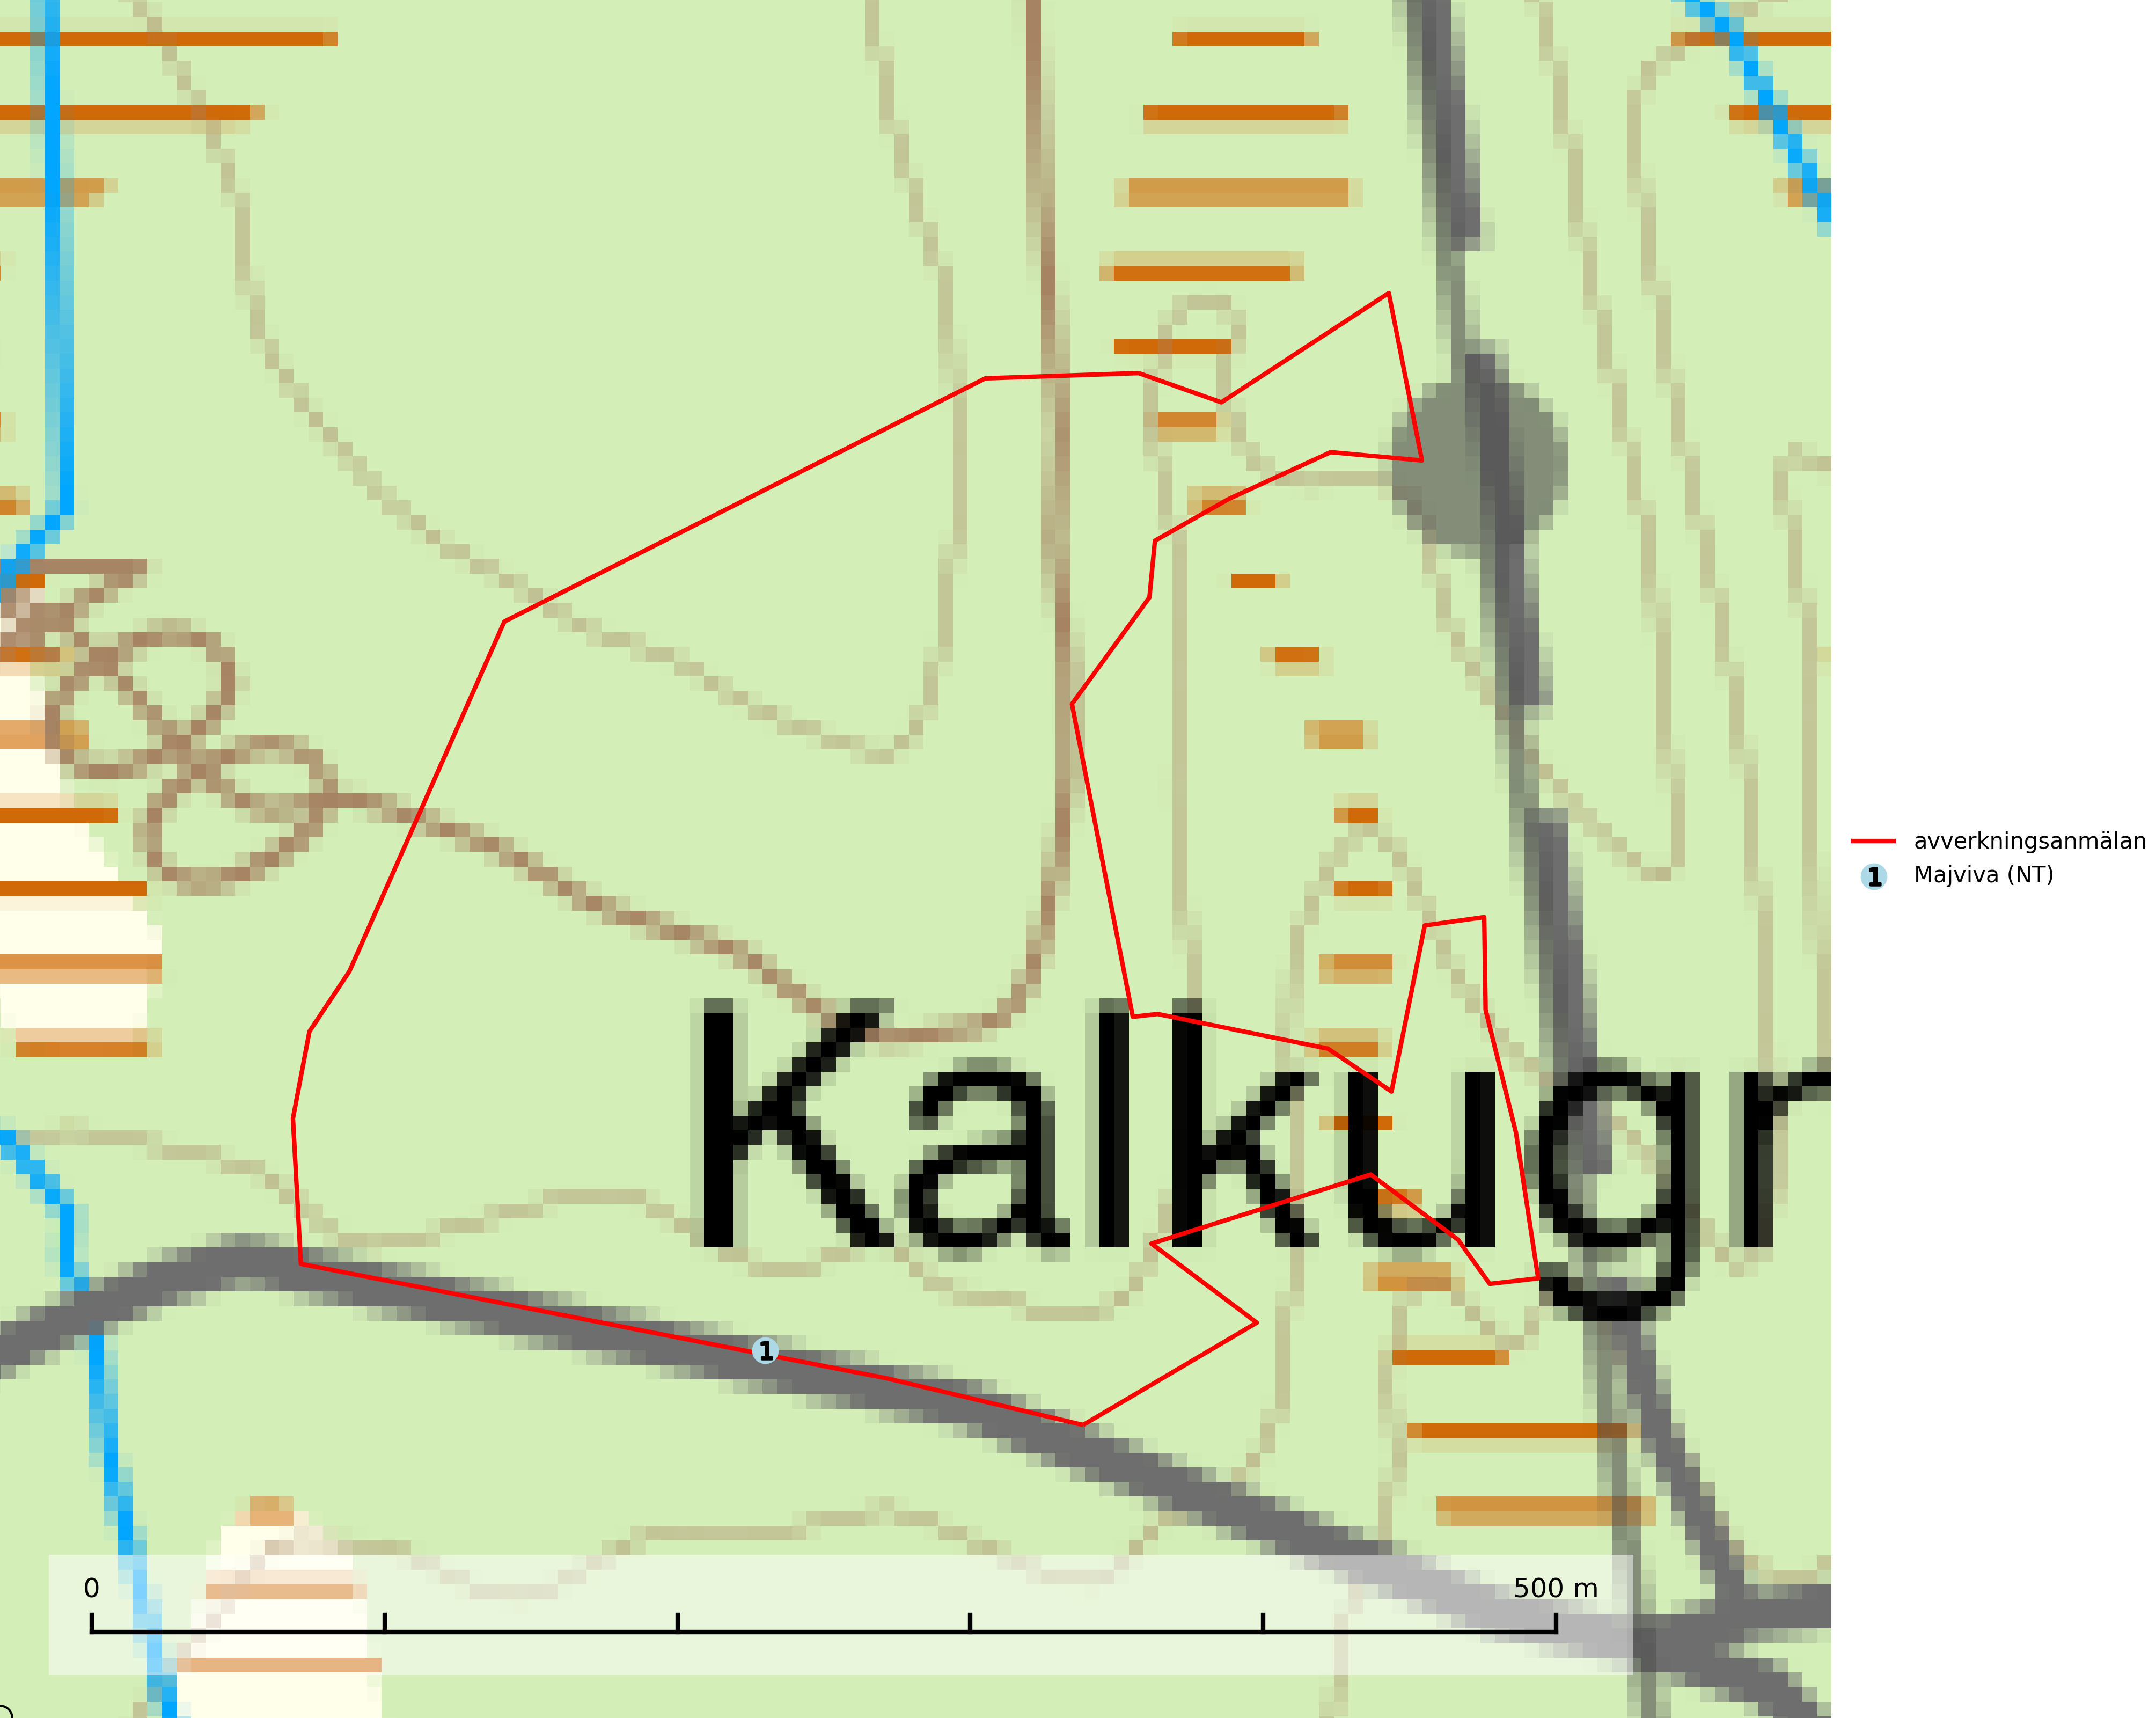 Kalkugr
avverkningsanmälan
1 Majviva (NT)
1
0 500 m